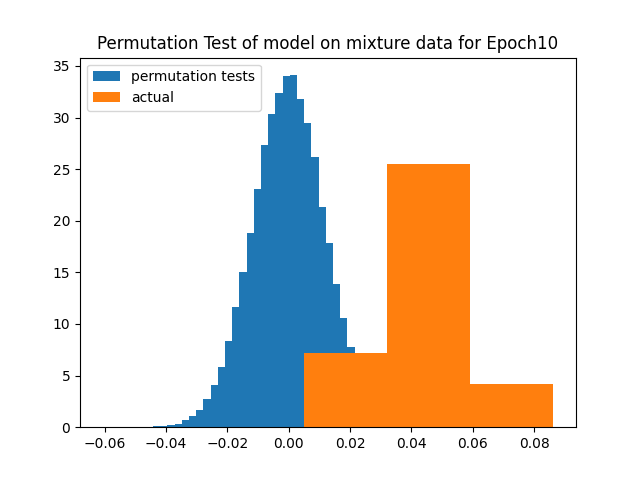 Permutation Test of model on mixture data for Epoch10
permutation tests
actual
35
30
25
20
15
10
5
0
−0.06 −0.04 −0.02 0.00 0.02 0.04 0.06 0.08